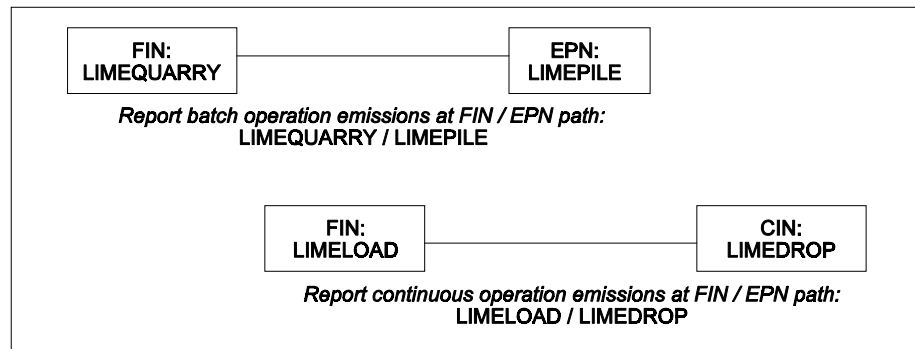 FIN:
LIMEQUARRY
EPN:
LIMEPILE
Report batch operation emissions at FIN / EPN path:
LIMEQUARRY / LIMEPILE
FIN:
LIMELOAD
CIN:
LIMEDROP
Report continuous operation emissions at FIN / EPN path:
LIMELOAD / LIMEDROP